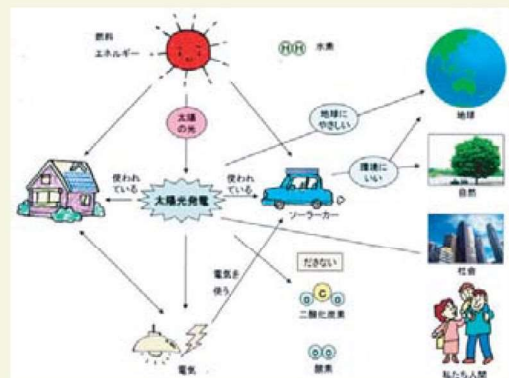 燃料
エネルギー
H H
水素
太陽
の光
地球に
やさしい
地球
環境に
いい
使われ
ている
太陽光発電
使われ
ている
ソーラーカー
自然
電気を
使う
だきない
O C O
二酸化炭素
社会
電気
O O
酸素
私たち人間